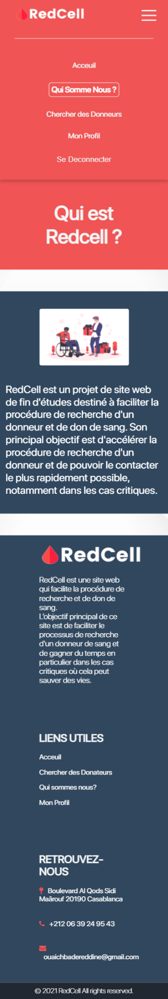 RedCell
Acceuil
Qui Somme Nous ?
Chercher des Donneurs
Mon Profil
Se Deconnecter
Qui est
Redcell ?
RedCell est un projet de site web
de fin d'études destiné à faciliter la
procédure de recherche d'un
donneur et de don de sang. Son
principal objectif est d'accélérer la
procédure de recherche d'un
donneur et de pouvoir le contacter
le plus rapidement possible,
notamment dans les cas critiques.
RedCell
RedCell est une site web
qui facilite la procédure de
recherche et de don de
sang.
L'objectif principal de ce
site est de faciliter le
processus de recherche
d'un donneur de sang et
de gagner du temps en
particulier dans les cas
critiques où cela peut
sauver des vies.
LIENS UTILES
Acceuil
Chercher des Donateurs
Qui sommes nous?
Mon Profil
RETROUVEZ-
NOUS
Boulevard Al Qods Sidi
Maârouf 20190 Casablanca
+212 06 39 24 95 43
ouaichbadereddine@gmail.com
© 2021 RedCell All rights reserved.